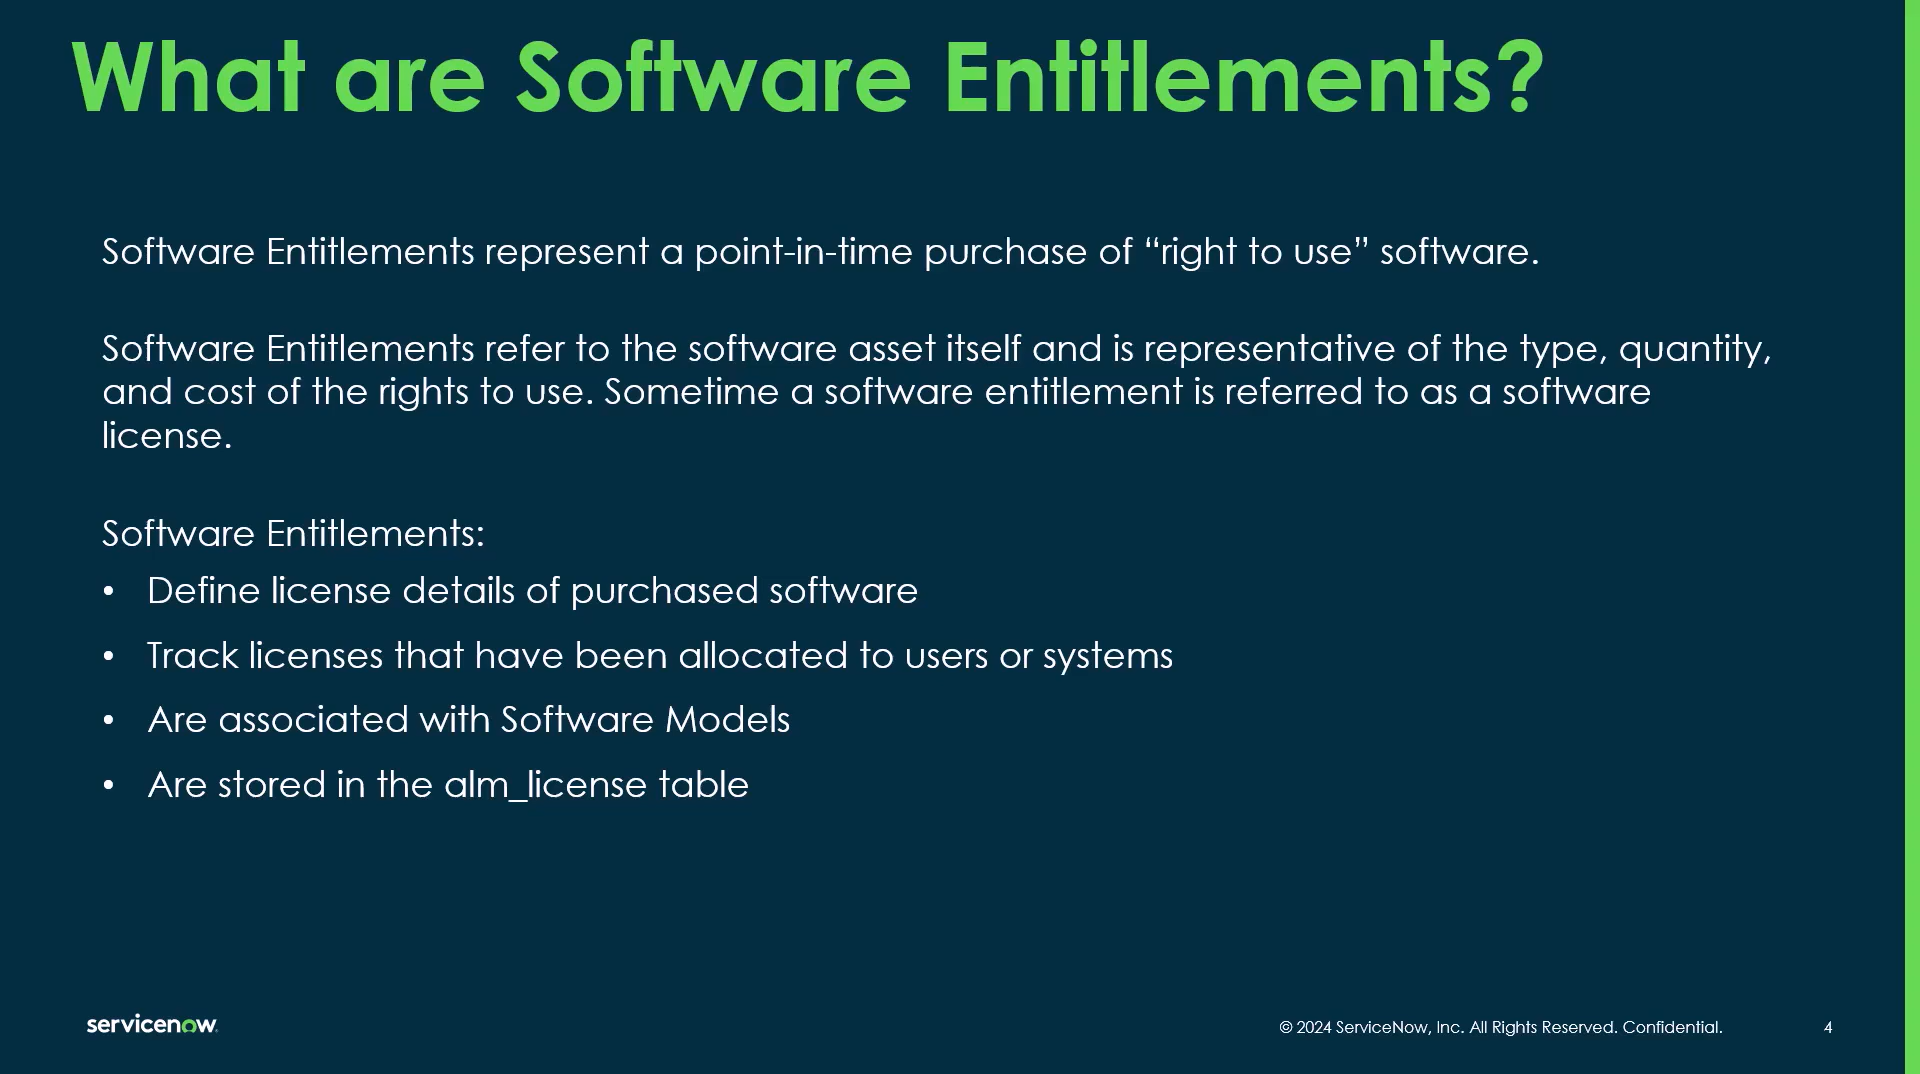 What are Software Entitlements?
Software Entitlements represent a point-in-time purchase of “right to use” software.
Software Entitlements refer to the software asset itself and is representative of the type, quantity,
and cost of the rights to use. Sometime a software entitlement is referred to as a software
license.
Software Entitlements:
• Define license details of purchased software
• Track licenses that have been allocated to users or systems
• Are associated with Software Models
• Are stored in the alm_license table
servicenow
© 2024 ServiceNow, Inc. All Rights Reserved. Confidential.
4